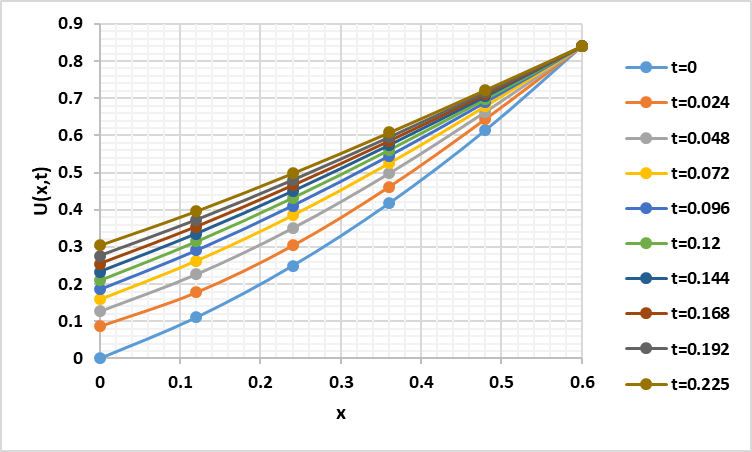 0.9
0.8
0.7
0.6
0.5
0.4
0.3
0.2
0.1
0
U(x,t)
0 0.1 0.2 0.3 0.4 0.5 0.6
x
t=0
t=0.024
t=0.048
t=0.072
t=0.096
t=0.12
t=0.144
t=0.168
t=0.192
t=0.225